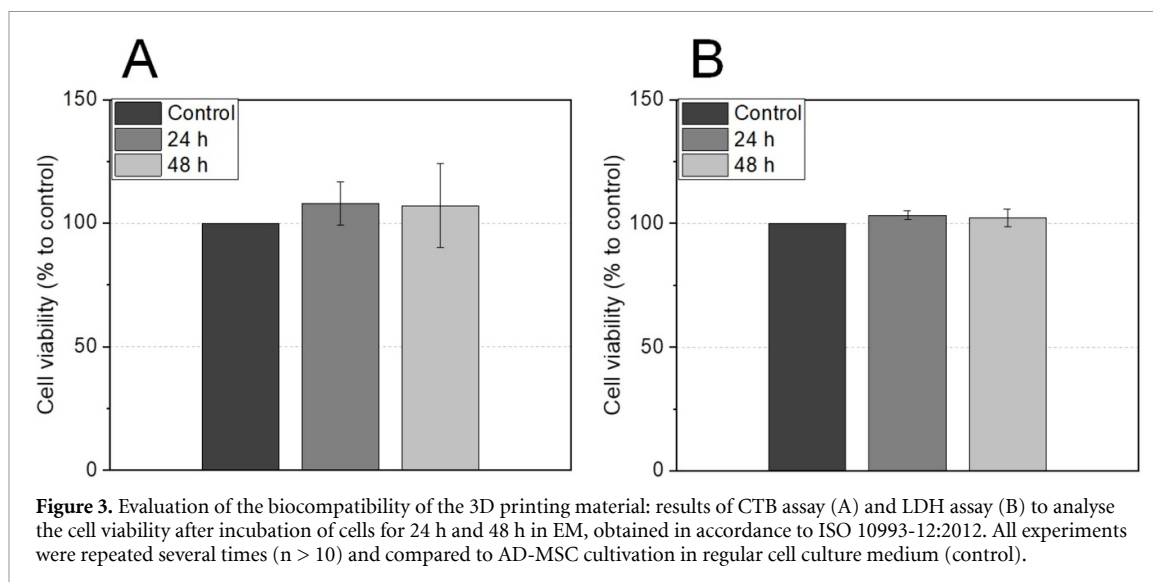 A
150
100
50
0
Cell viability (% to control)
Control
24 h
48 h
B
150
100
50
0
Cell viability (% to control)
Control
24 h
48 h
Figure 3. Evaluation of the biocompatibility of the 3D printing material: results of CTB assay (A) and LDH assay (B) to analyse
the cell viability after incubation of cells for 24 h and 48 h in EM, obtained in accordance to ISO 10993-12:2012. All experiments
were repeated several times (n > 10) and compared to AD-MSC cultivation in regular cell culture medium (control).